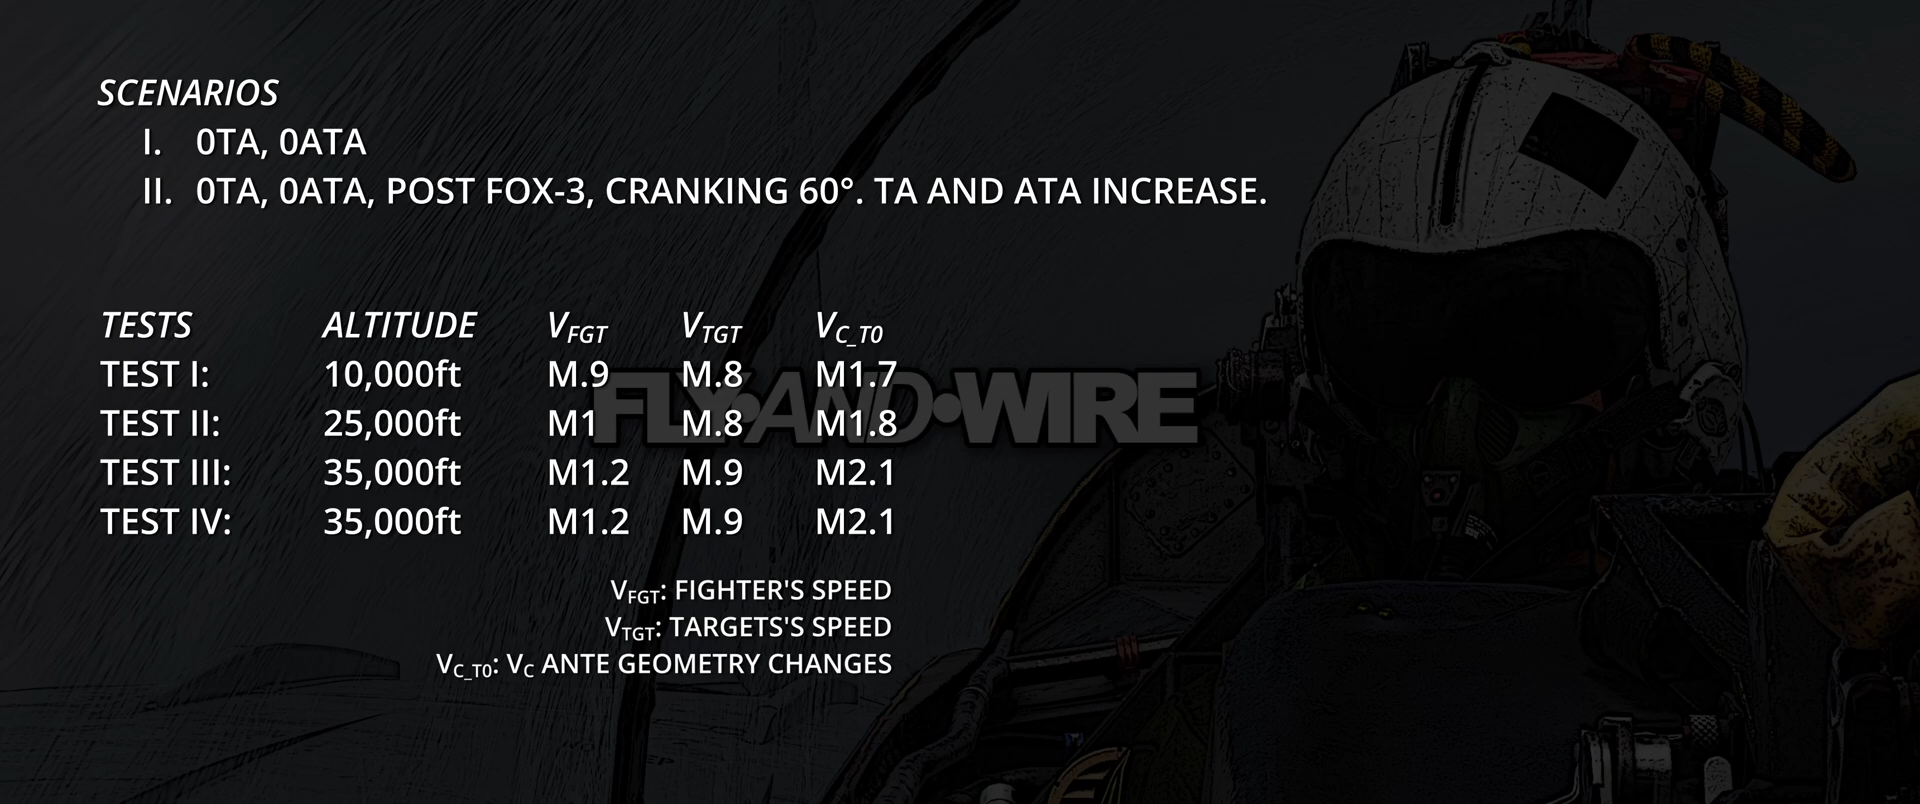 SCENARIOS
I. 0TA, 0ATA
II. 0TA, 0ATA, POST FOX-3, CRANKING 60°. TA AND ATA INCREASE.
TESTS ALTITUDE VFGT VTGT VC_T0
TEST I: 10,000ft M.9 M.8 M1.7
TEST II: 25,000ft M1 M.8 M1.8
TEST III: 35,000ft M1.2 M.9 M2.1
TEST IV: 35,000ft M1.2 M.9 M2.1
FLY•AND•WIRE
VFGT: FIGHTER'S SPEED
VTGT: TARGETS'S SPEED
VC_T0: VC ANTE GEOMETRY CHANGES